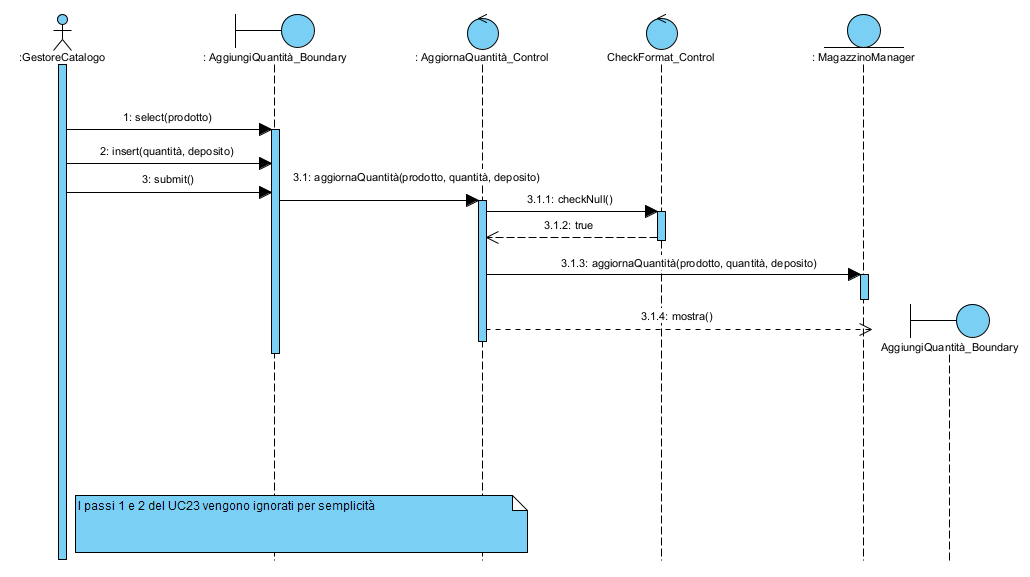 :GestoreCatalogo
: AggiungiQuantità_Boundary
: AggiornaQuantità_Control
CheckFormat_Control
: MagazzinoManager
1: select(prodotto)
2: insert(quantità, deposito)
3: submit()
3.1: aggiornaQuantità(prodotto, quantità, deposito)
3.1.1: checkNull()
3.1.2: true
3.1.3: aggiornaQuantità(prodotto, quantità, deposito)
3.1.4: mostra()
AggiungiQuantità_Boundary
I passi 1 e 2 del UC23 vengono ignorati per semplicità